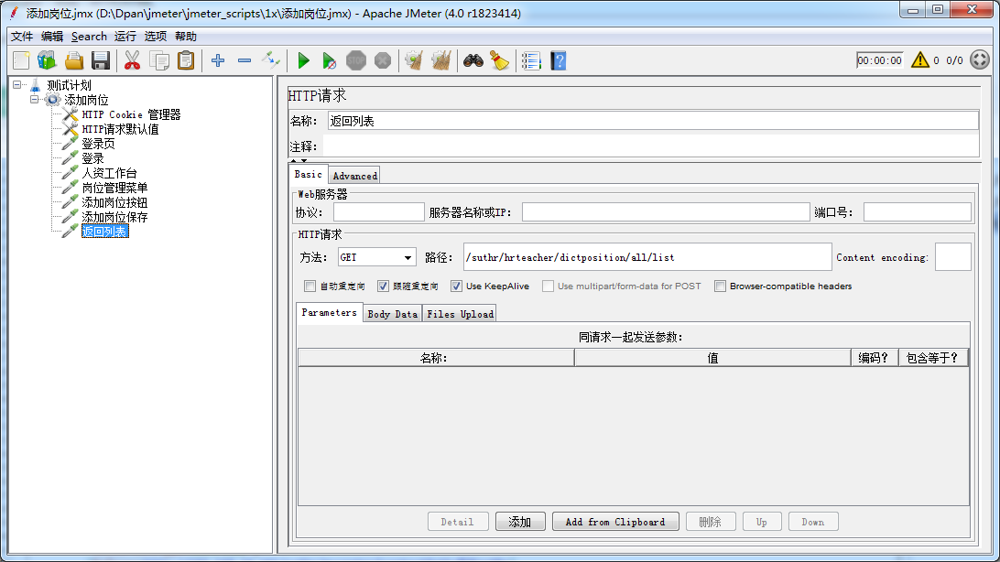 添加岗位.jmx (D:\Dpan\jmeter\jmeter_scripts\1x\添加岗位.jmx) - Apache JMeter (4.0 r1823414)
文件 编辑 Search 运行 选项 帮助
STOP 00:00:00 0 0/0
测试计划
添加岗位
HTTP Cookie 管理器
HTTP请求默认值
登录页
登录
人资工作台
岗位管理菜单
添加岗位按钮
添加岗位保存
返回列表
HTTP请求
名称: 返回列表
注释:
Basic Advanced
Web服务器
协议: 服务器名称或IP: 端口号:
HTTP请求
方法: GET 路径: /suthr/hrteacher/dictposition/all/list Content encoding:
自动重定向 跟随重定向 Use KeepAlive Use multipart/form-data for POST Browser-compatible headers
Parameters Body Data Files Upload
同请求一起发送参数:
名称: 值 编码? 包含等于?
Detail 添加 Add from Clipboard 删除 Up Down